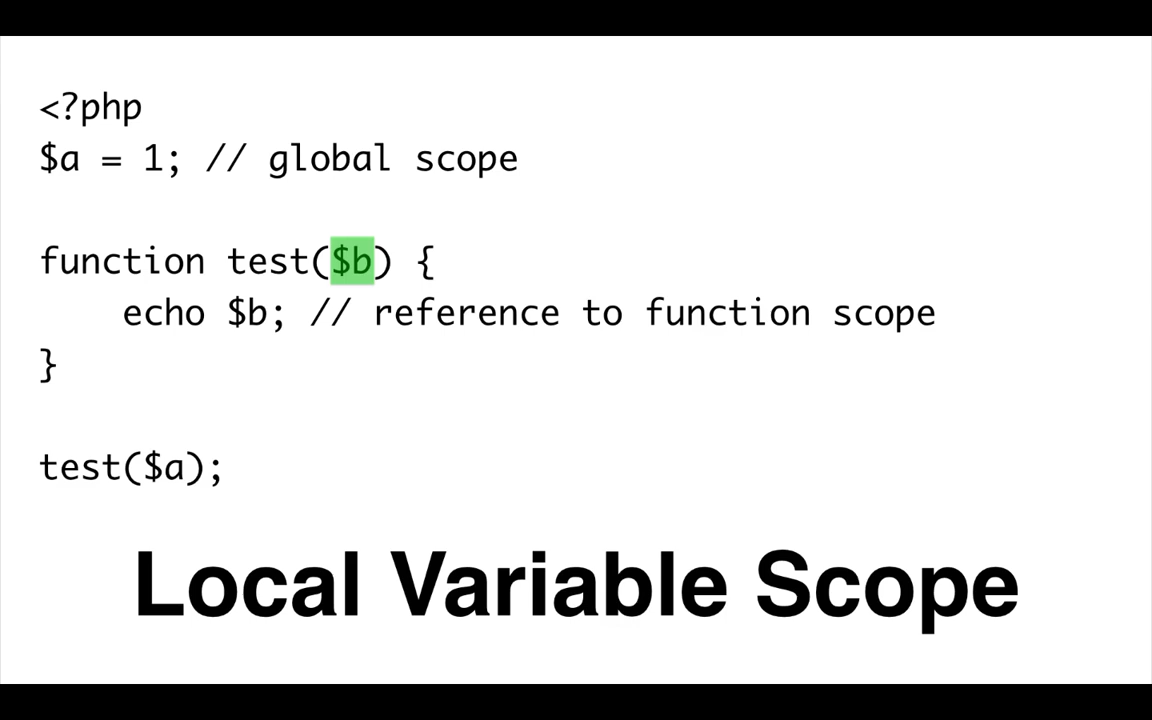 <?php
$a = 1; // global scope
function test($b) {
    echo $b; // reference to function scope
}
test($a);
Local Variable Scope